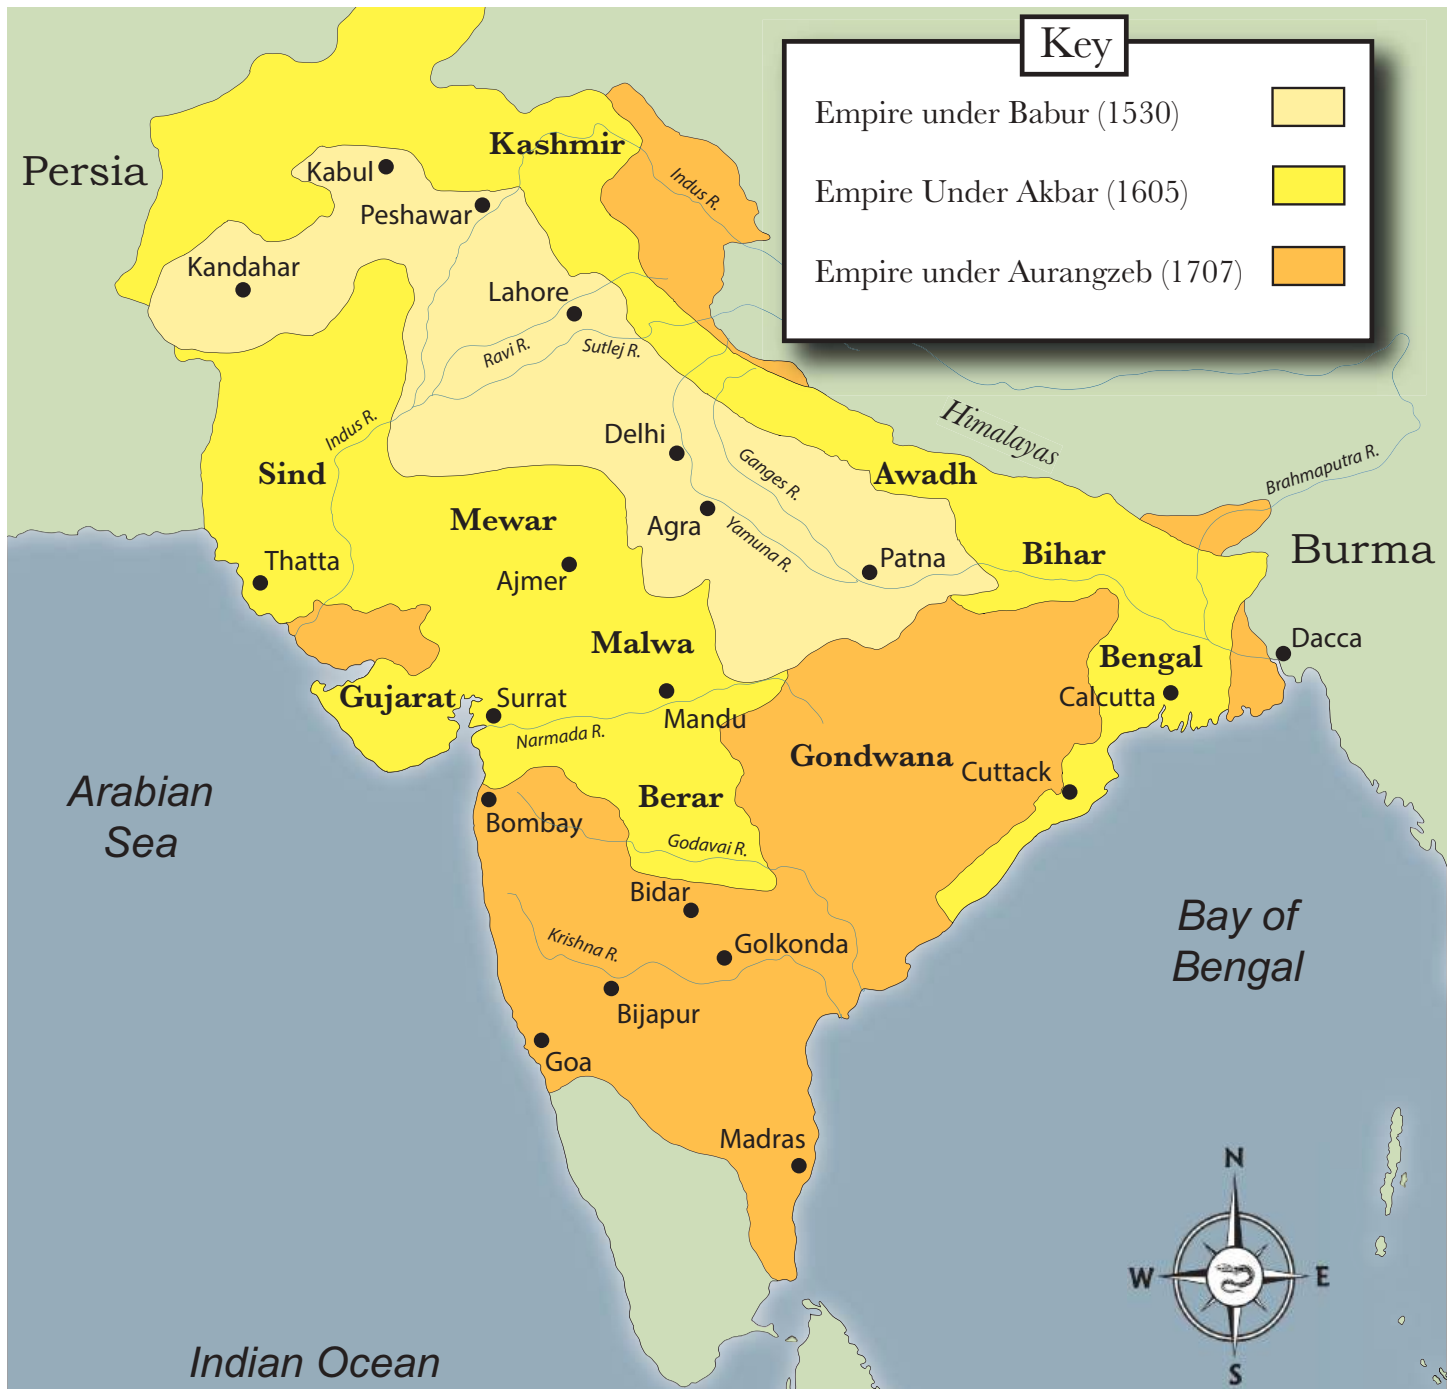 Key
Empire under Babur (1530)
Empire Under Akbar (1605)
Empire under Aurangzeb (1707)
Persia
Kashmir
Kabul
Indus R.
Peshawar
Kandahar
Lahore
Ravi R.
Sutlej R.
Indus R.
Himalayas
Delhi
Ganges R.
Awadh
Sind
Brahmaputra R.
Mewar
Agra
Yamuna R.
Burma
Patna
Bihar
Thatta
Ajmer
Malwa
Dacca
Bengal
Gujarat
Surrat
Calcutta
Mandu
Narmada R.
Gondwana
Cuttack
Arabian
Sea
Berar
Bombay
Godavai R.
Bidar
Bay of
Bengal
Krishna R.
Golkonda
Bijapur
Goa
Madras
N
W
E
S
Indian Ocean